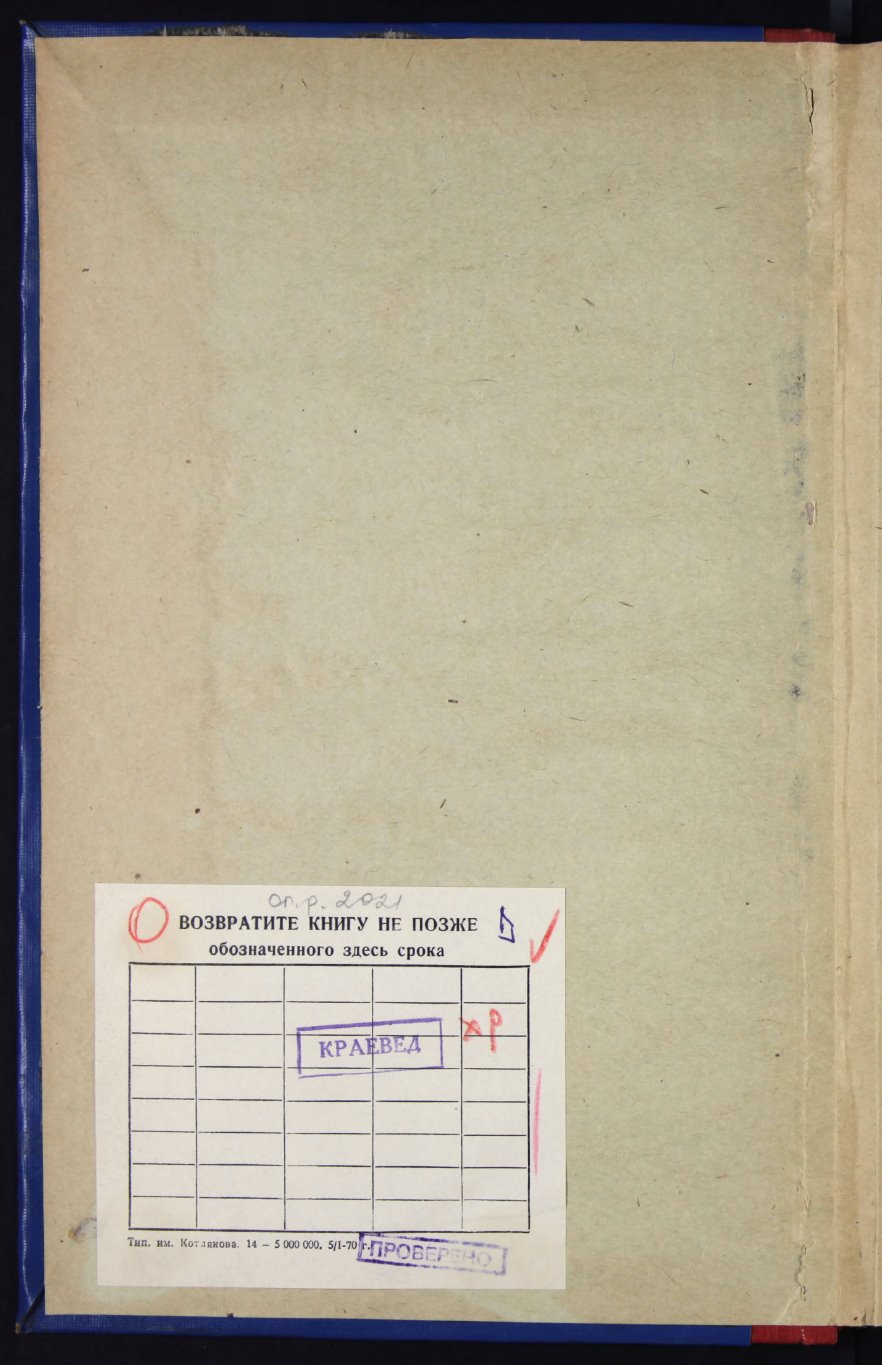 оп.р. 2021
ВОЗВРАТИТЕ КНИГУ НЕ ПОЗЖЕ
обозначенного здесь срока
хр
КРАЕВЕД
Тип. им. Котлякова. 14 — 5 000 000. 5/I-70 г.
ПРОВЕРЕНО